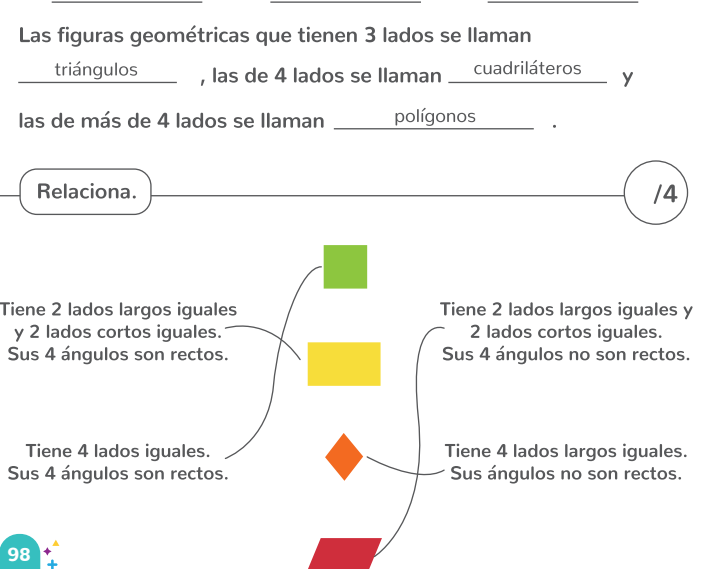 Las figuras geométricas que tienen 3 lados se llaman
triángulos , las de 4 lados se llaman cuadriláteros y
las de más de 4 lados se llaman polígonos .
Relaciona.
/4
Tiene 2 lados largos iguales
y 2 lados cortos iguales.
Sus 4 ángulos son rectos.
Tiene 2 lados largos iguales y
2 lados cortos iguales.
Sus 4 ángulos no son rectos.
Tiene 4 lados iguales.
Sus 4 ángulos son rectos.
Tiene 4 lados largos iguales.
Sus ángulos no son rectos.
98